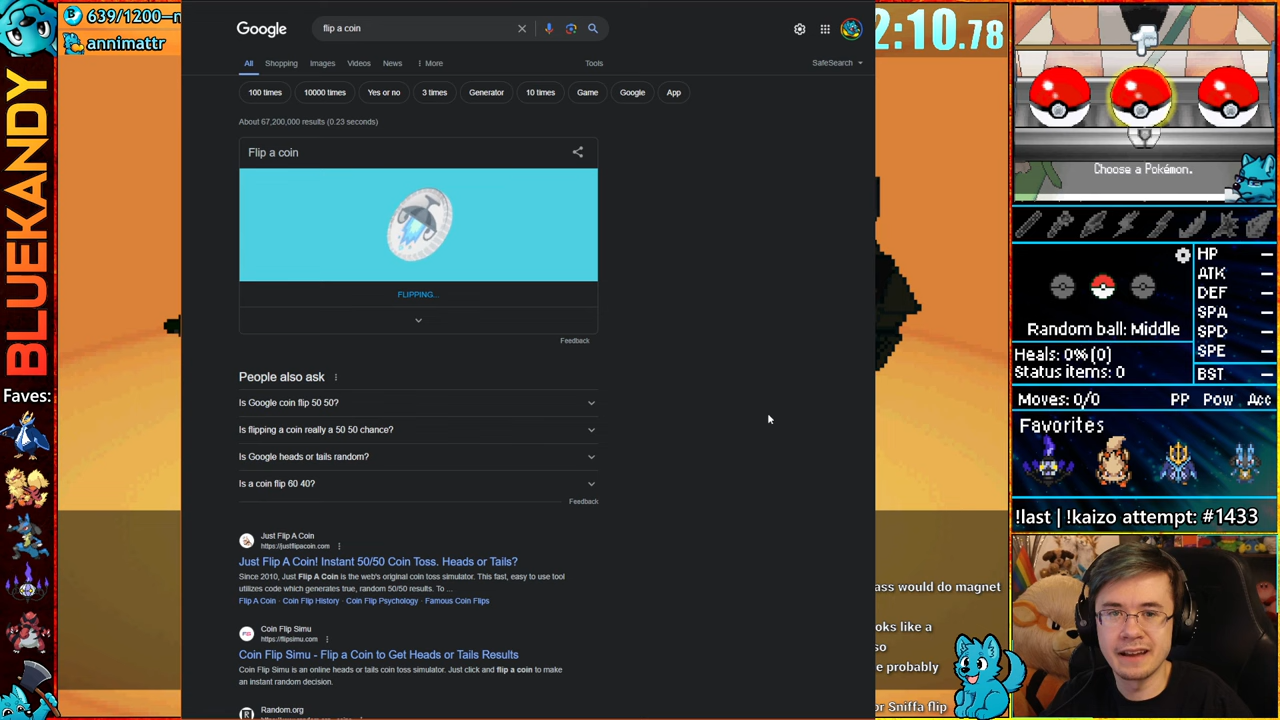 639/1200—n
annimattr
BLUEKANDY
Faves:
Google
flip a coin
All
Shopping
Images
Videos
News
More
Tools
SafeSearch
100 times
10000 times
Yes or no
3 times
Generator
10 times
Game
Google
App
About 67,200,000 results (0.23 seconds)
Flip a coin
FLIPPING...
Feedback
People also ask
Is Google coin flip 50 50?
Is flipping a coin really a 50 50 chance?
Is Google heads or tails random?
Is a coin flip 60 40?
Feedback
Just Flip A Coin
https://justflipacoin.com
Just Flip A Coin! Instant 50/50 Coin Toss. Heads or Tails?
Since 2010, Just Flip A Coin is the web's original coin toss simulator. This fast, easy to use tool
utilizes code which generates true, random 50/50 results. To ...
Flip A Coin · Coin Flip History · Coin Flip Psychology · Famous Coin Flips
Coin Flip Simu
https://flipsimu.com
Coin Flip Simu - Flip a Coin to Get Heads or Tails Results
Coin Flip Simu is an online heads or tails coin toss simulator. Just click and flip a coin to make
an instant random decision.
Random.org
2:10.78
Choose a Pokémon.
Random ball: Middle
Heals: 0% (0)
Status items: 0
HP —
ATK —
DEF —
SPA —
SPD —
SPE —
BST —
Moves: 0/0 PP Pow Acc
Favorites
!last | !kaizo attempt: #1433
ass would do magnet
oks like a
so
e probably
or Sniffa flip